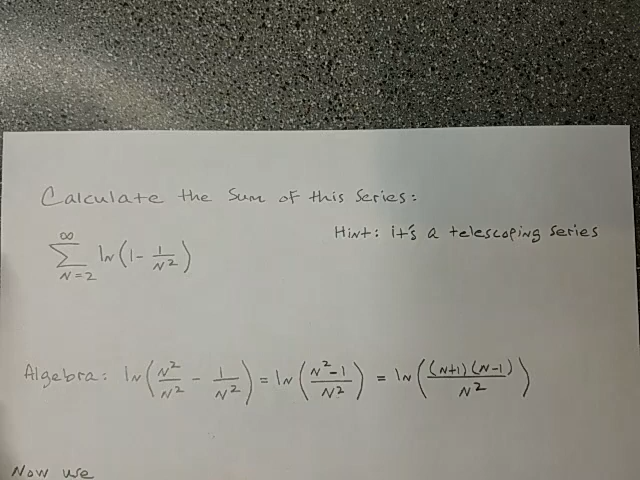 Calculate the sum of this series:
Hint: it's a telescoping series
∞
∑ ln(1 - 1/N²)
N=2
Algebra: ln(N²/N² - 1/N²) = ln((N²-1)/N²) = ln(((N+1)(N-1))/N²)
Now use